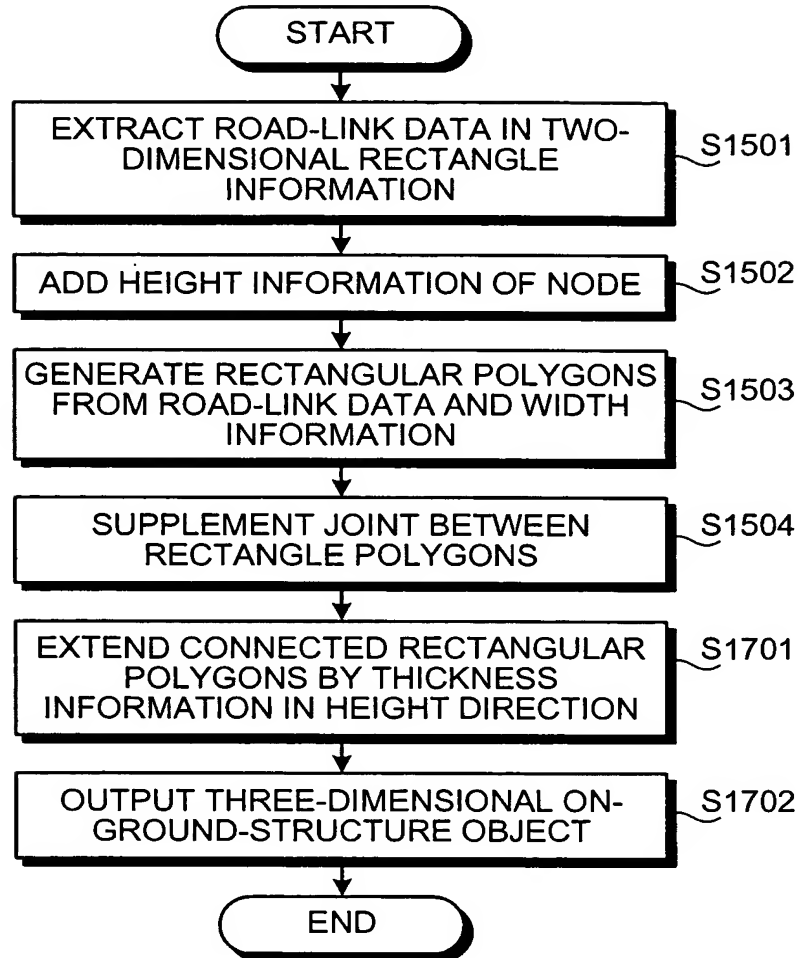 START
EXTRACT ROAD-LINK DATA IN TWO-
DIMENSIONAL RECTANGLE
INFORMATION
S1501
ADD HEIGHT INFORMATION OF NODE
S1502
GENERATE RECTANGULAR POLYGONS
FROM ROAD-LINK DATA AND WIDTH
INFORMATION
S1503
SUPPLEMENT JOINT BETWEEN
RECTANGLE POLYGONS
S1504
EXTEND CONNECTED RECTANGULAR
POLYGONS BY THICKNESS
INFORMATION IN HEIGHT DIRECTION
S1701
OUTPUT THREE-DIMENSIONAL ON-
GROUND-STRUCTURE OBJECT
S1702
END